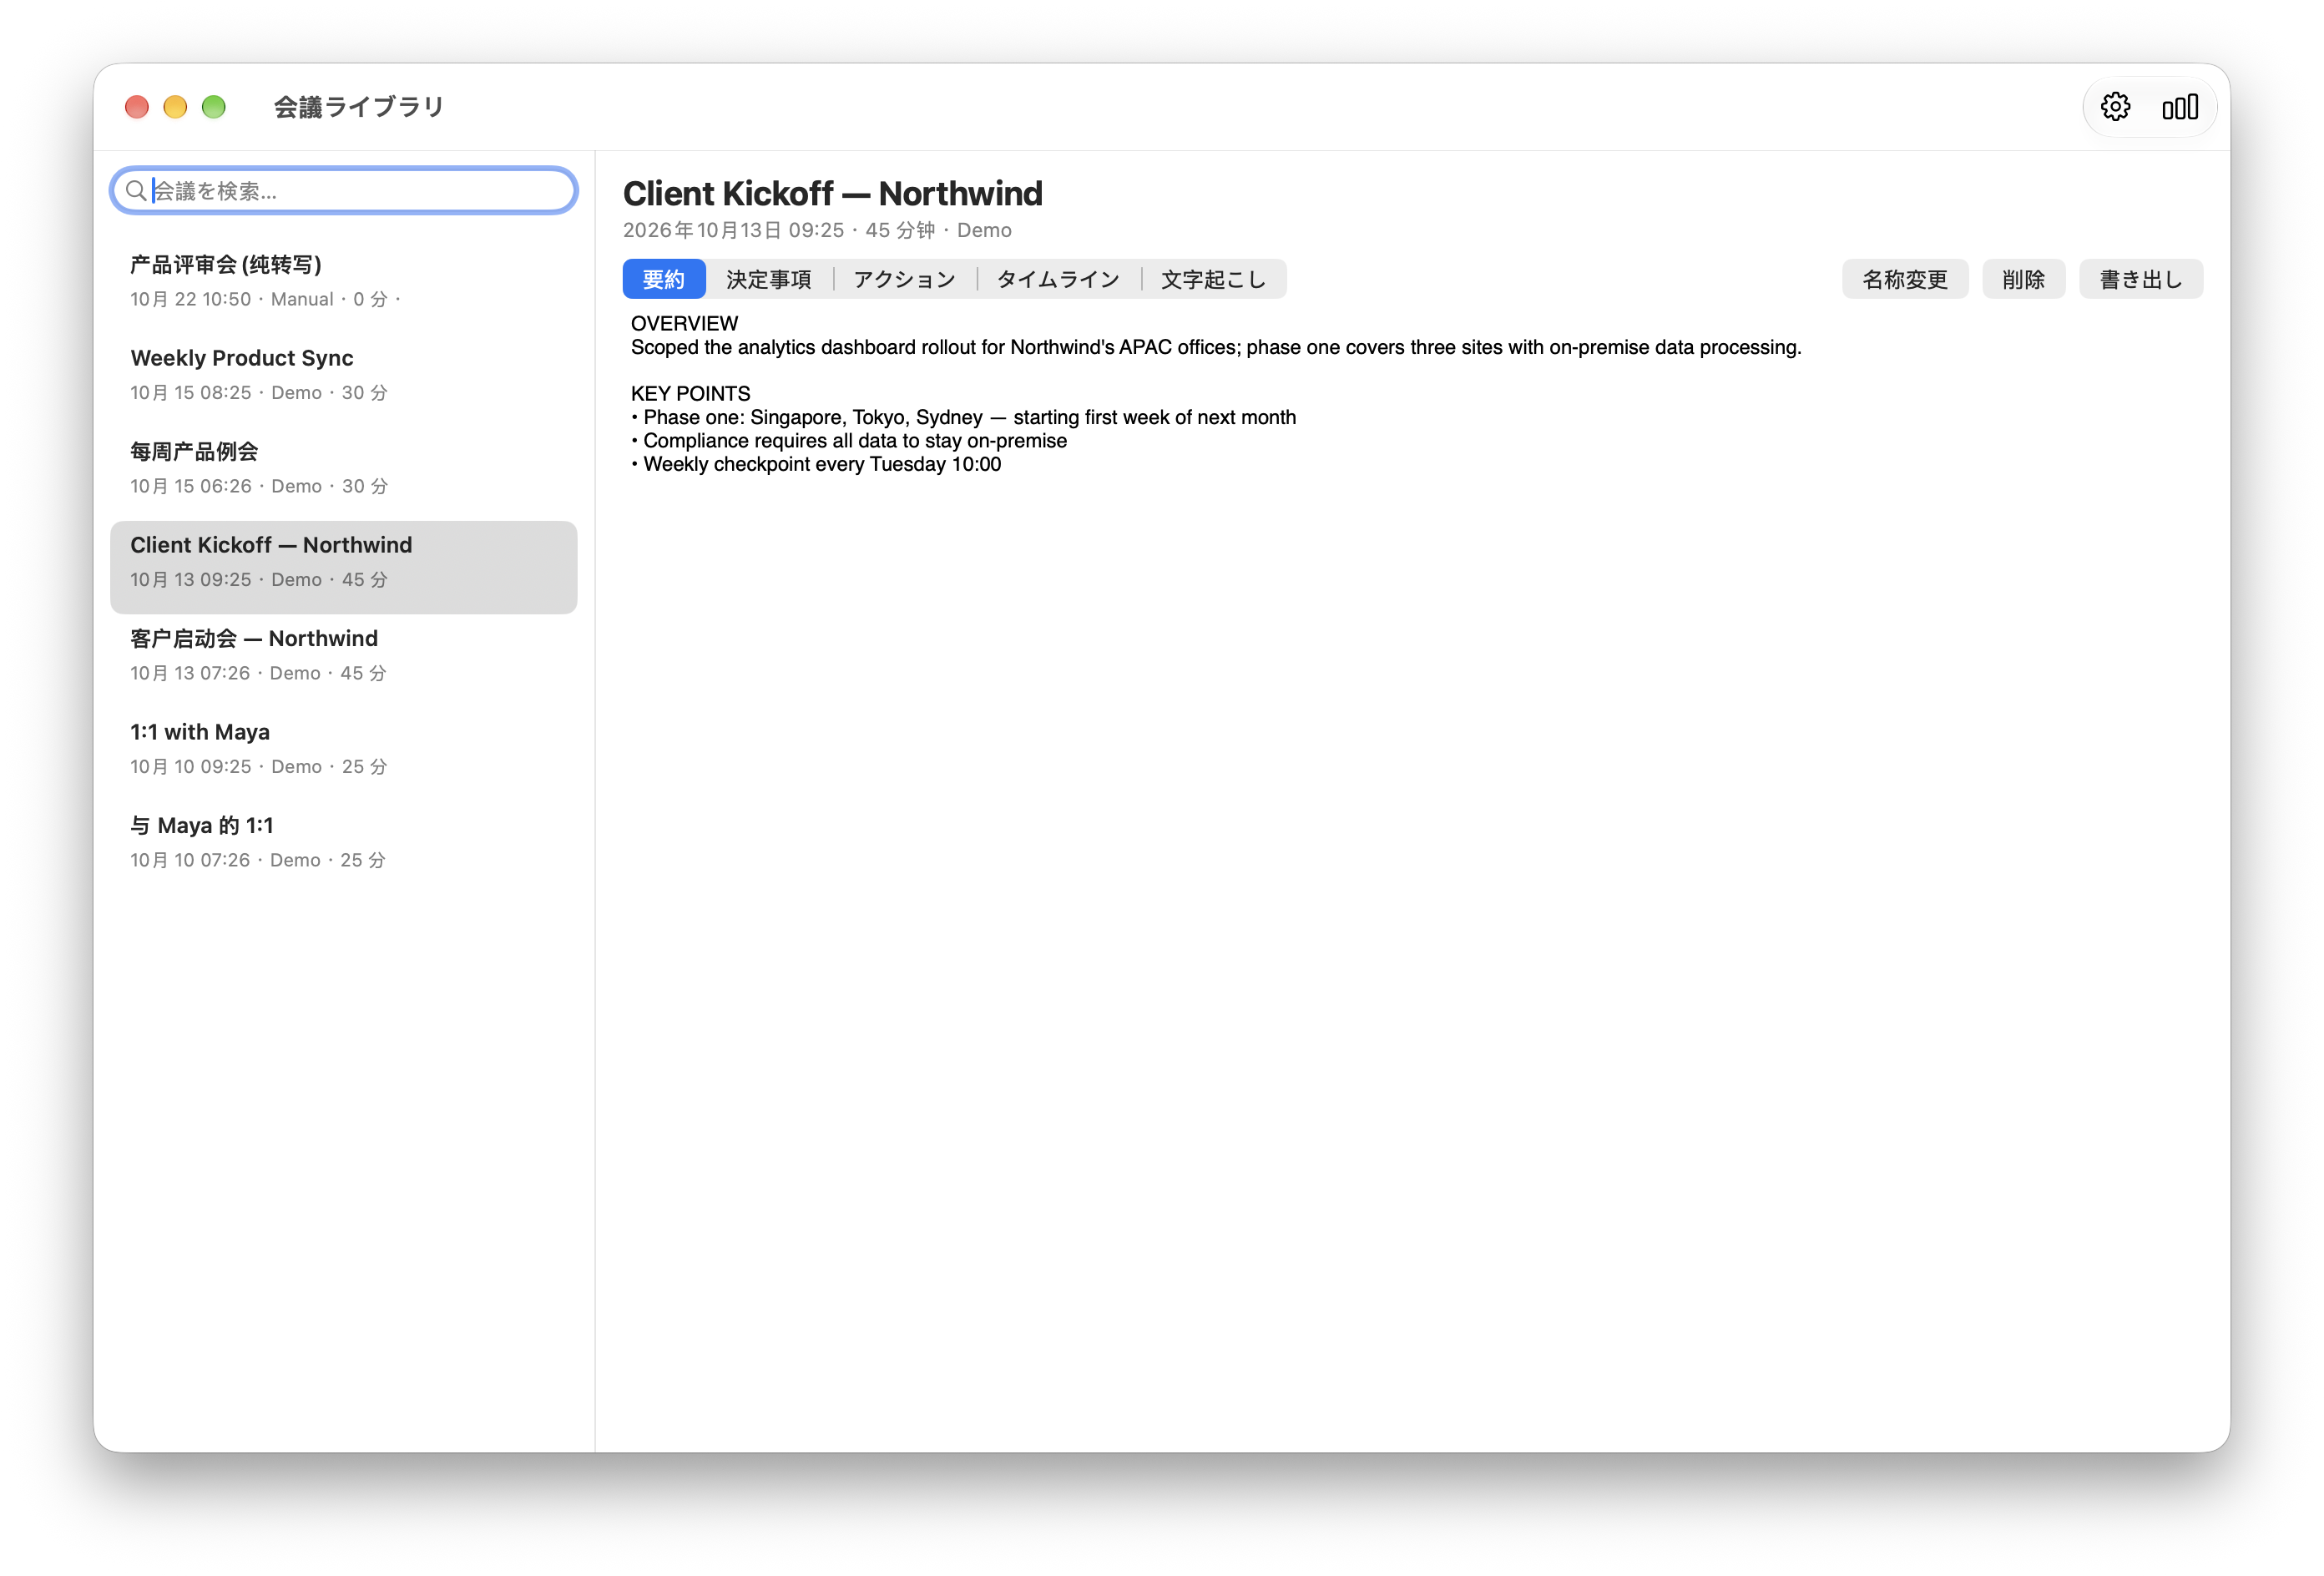 会議ライブラリ
会議を検索...
产品评审会 (纯转写)
10月 22 10:50 · Manual · 0 分 ·
Weekly Product Sync
10月 15 08:25 · Demo · 30 分
每周产品例会
10月 15 06:26 · Demo · 30 分
Client Kickoff — Northwind
10月 13 09:25 · Demo · 45 分
客户启动会 — Northwind
10月 13 07:26 · Demo · 45 分
1:1 with Maya
10月 10 09:25 · Demo · 25 分
与 Maya 的 1:1
10月 10 07:26 · Demo · 25 分
Client Kickoff — Northwind
2026年10月13日 09:25 · 45 分钟 · Demo
要約 決定事項 アクション タイムライン 文字起こし 名称変更 削除 書き出し
OVERVIEW
Scoped the analytics dashboard rollout for Northwind's APAC offices; phase one covers three sites with on-premise data processing.
KEY POINTS
• Phase one: Singapore, Tokyo, Sydney — starting first week of next month
• Compliance requires all data to stay on-premise
• Weekly checkpoint every Tuesday 10:00